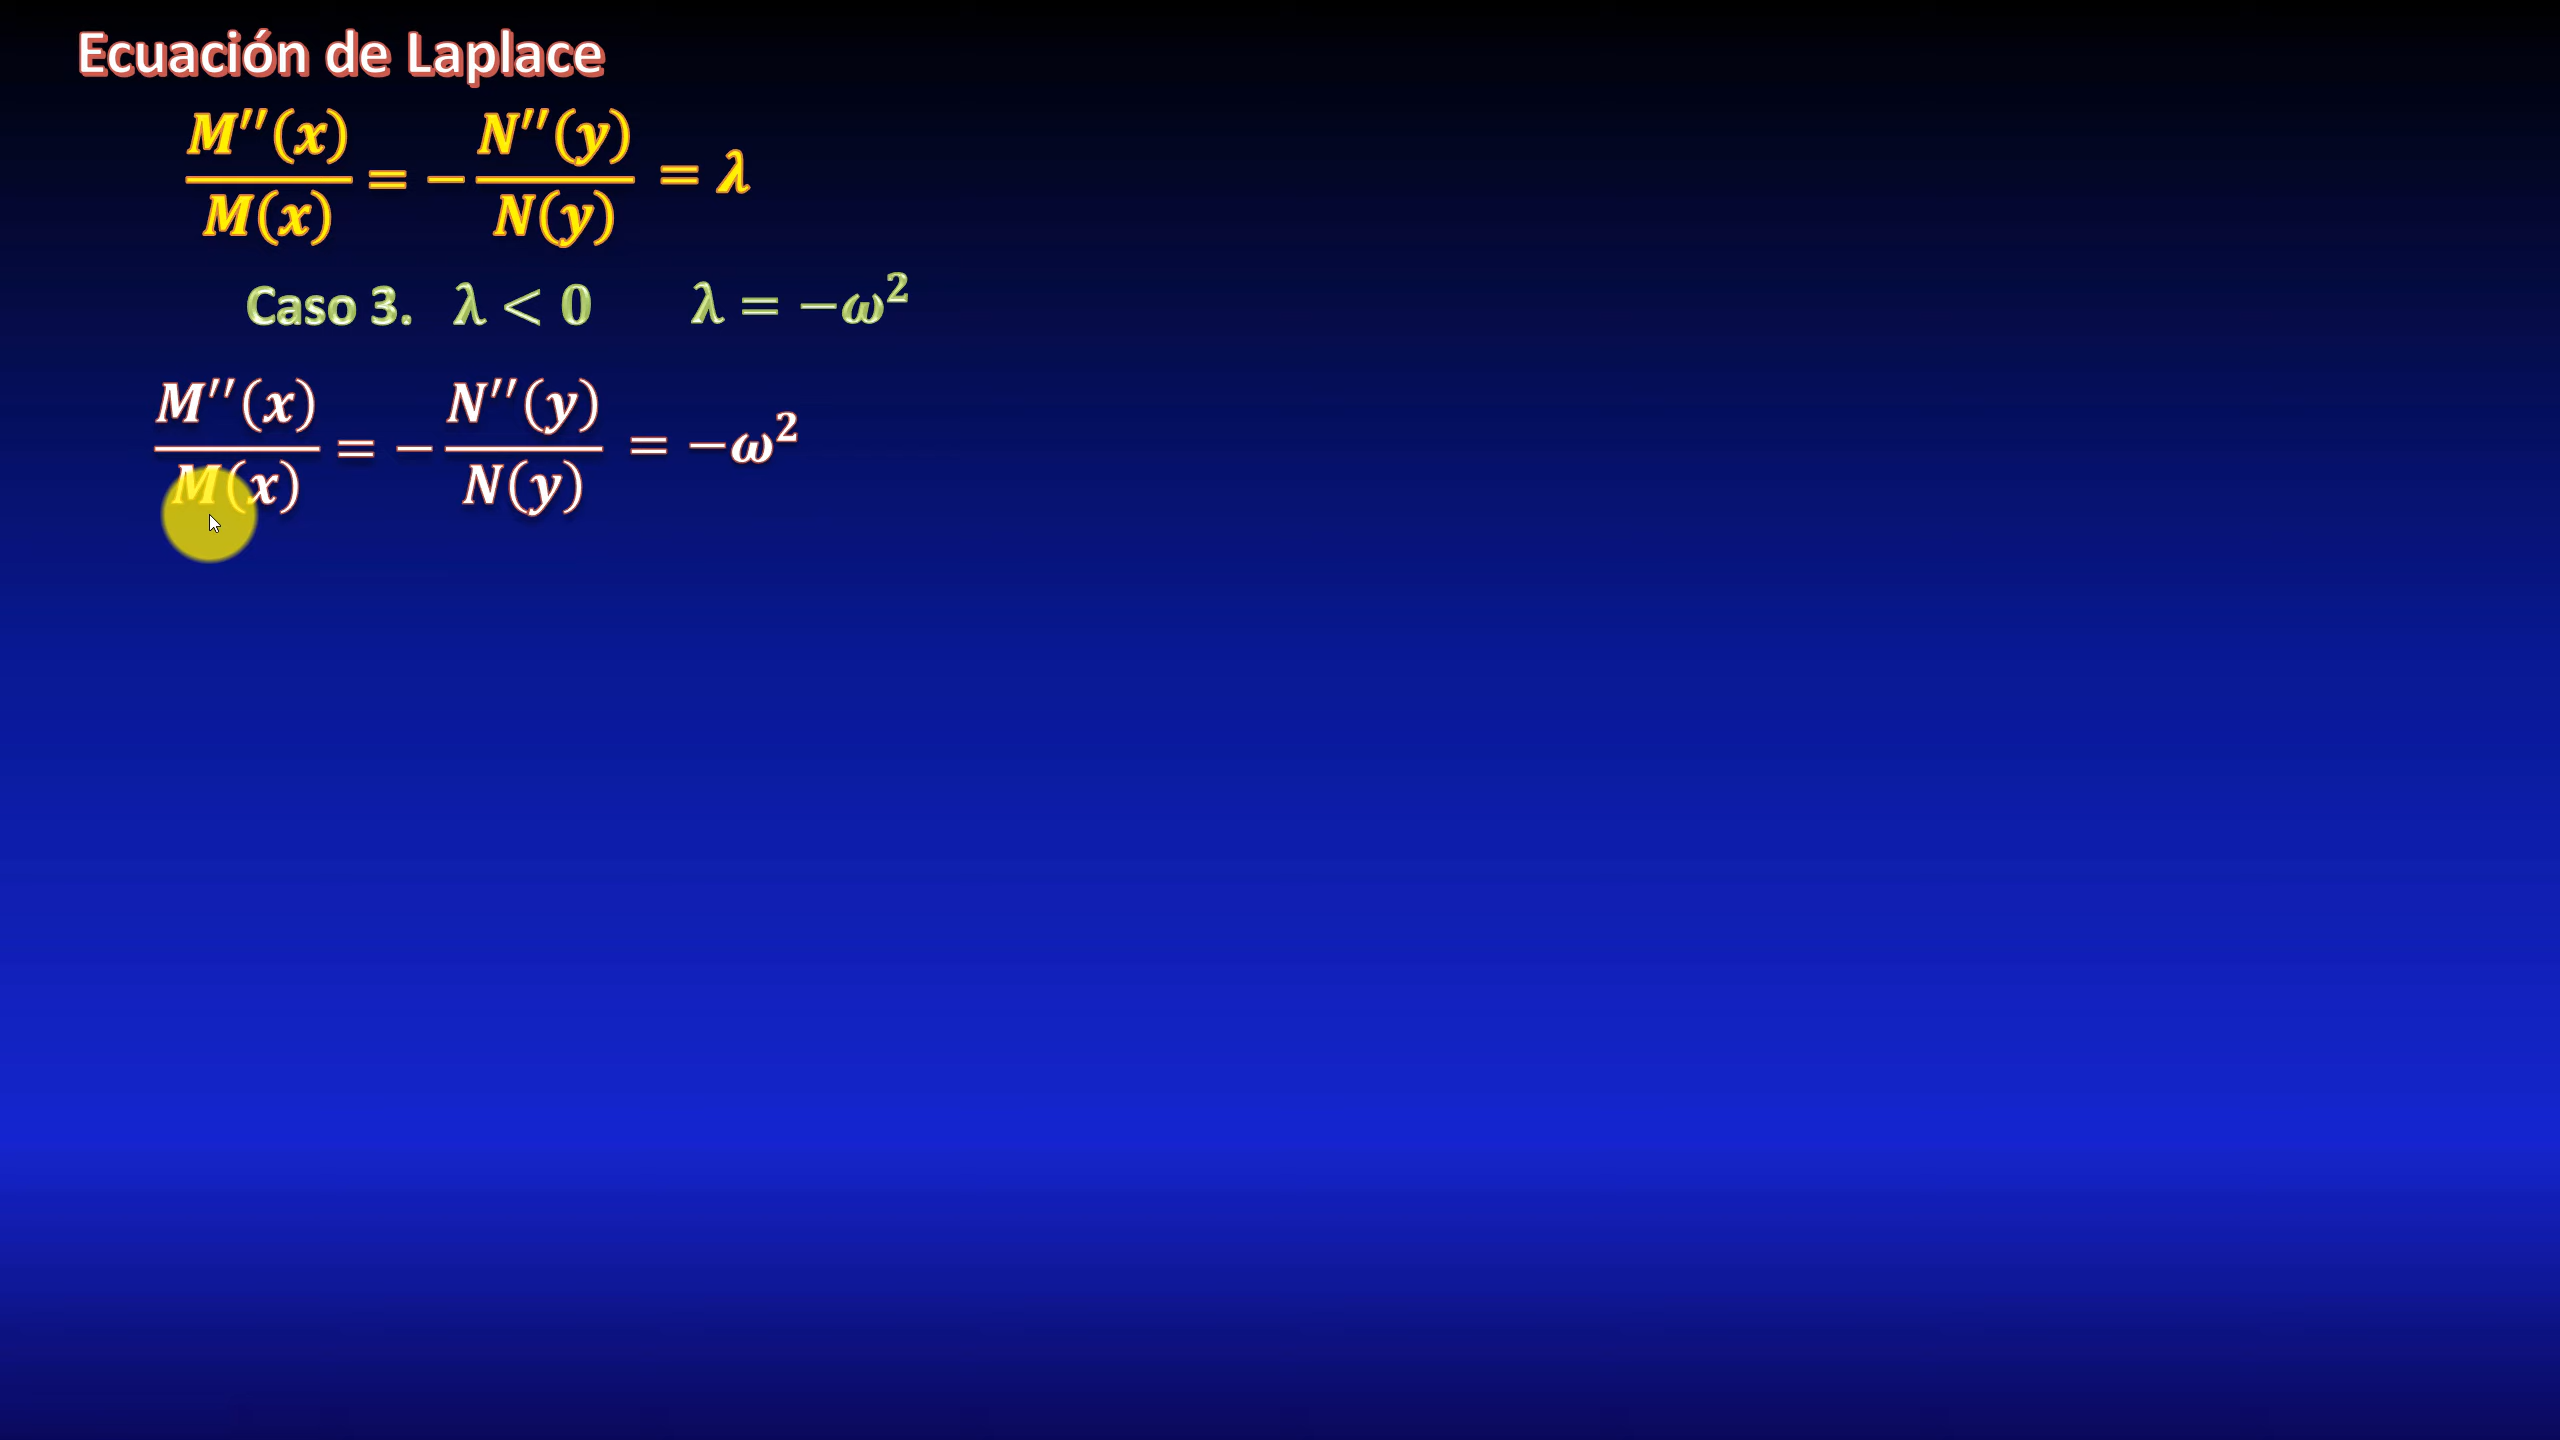 Ecuación de Laplace
M′′(x)/M(x) = − N′′(y)/N(y) = λ
Caso 3. λ < 0 λ = −ω²
M′′(x)/M(x) = − N′′(y)/N(y) = −ω²